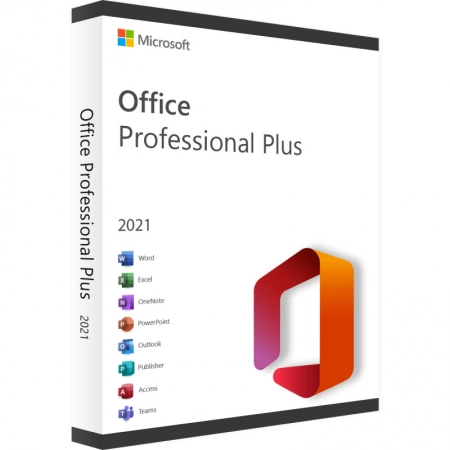 Microsoft
Office
Professional Plus
2021
Word
Excel
OneNote
PowerPoint
Outlook
Publisher
Access
Teams
Office Professional Plus 2021